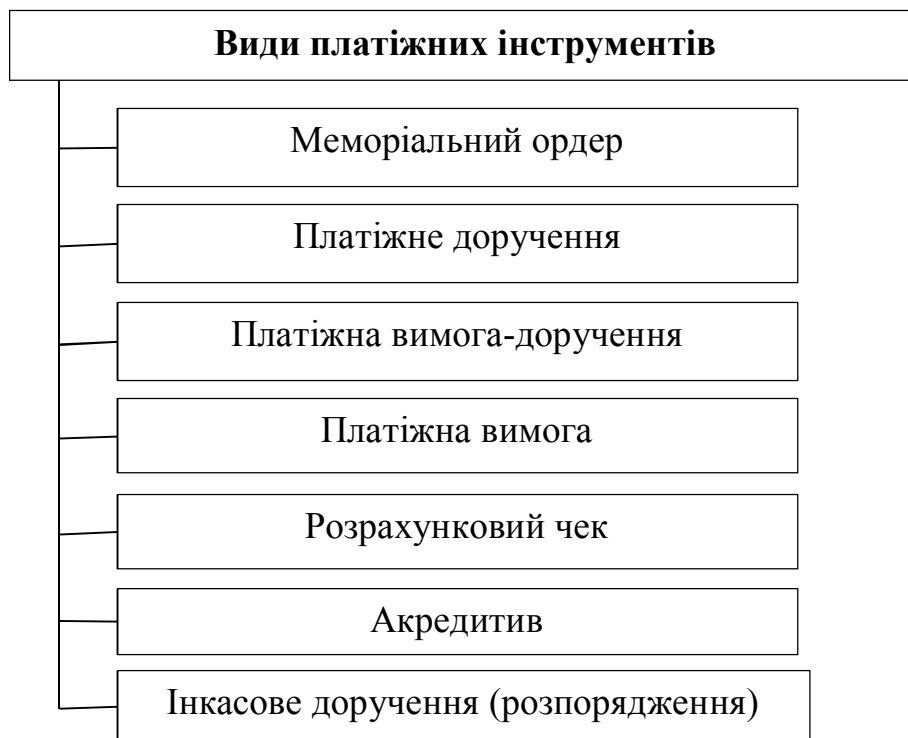 Види платіжних інструментів
Меморіальний ордер
Платіжне доручення
Платіжна вимога-доручення
Платіжна вимога
Розрахунковий чек
Акредитив
Інкасове доручення (розпорядження)